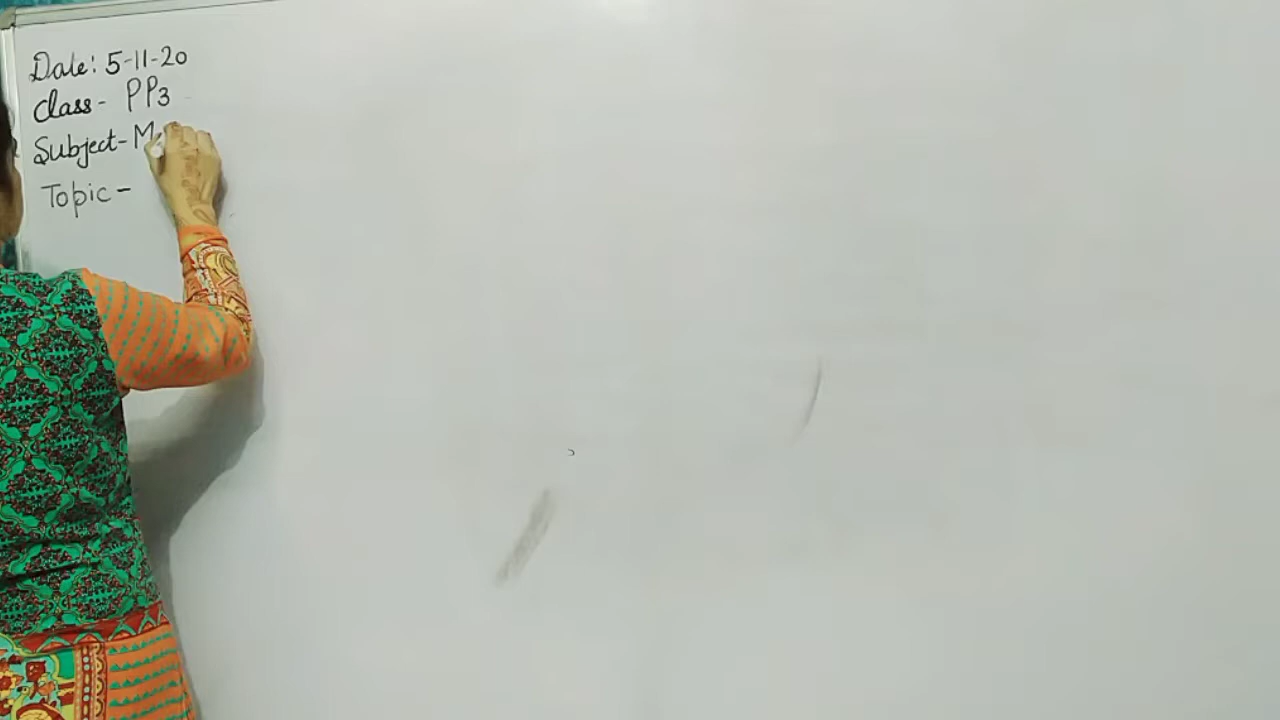 Date: 5-11-20
Class- PP3
Subject- M
Topic-